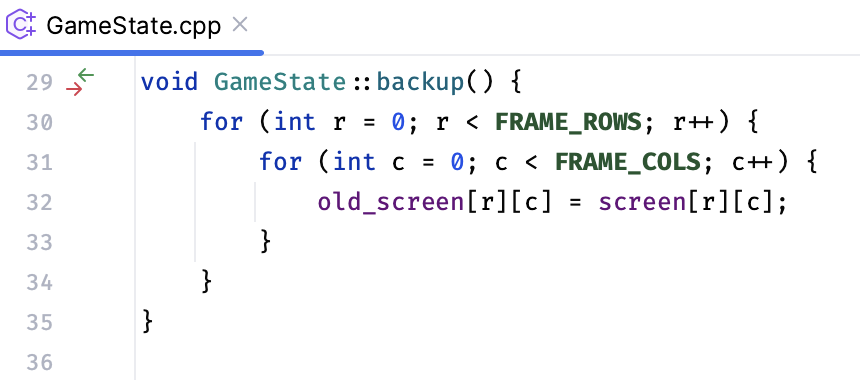 GameState.cpp
29 void GameState::backup() {
30     for (int r = 0; r < FRAME_ROWS; r++) {
31         for (int c = 0; c < FRAME_COLS; c++) {
32             old_screen[r][c] = screen[r][c];
33         }
34     }
35 }
36